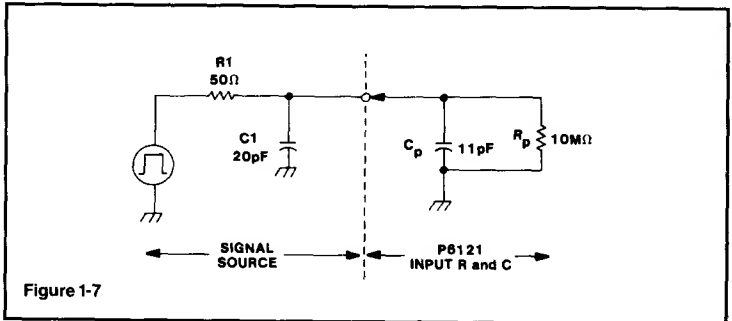 R1
50Ω
C1
20pF
Cp
11pF
Rp
10MΩ
SIGNAL
SOURCE
P6121
INPUT R and C
Figure 1-7